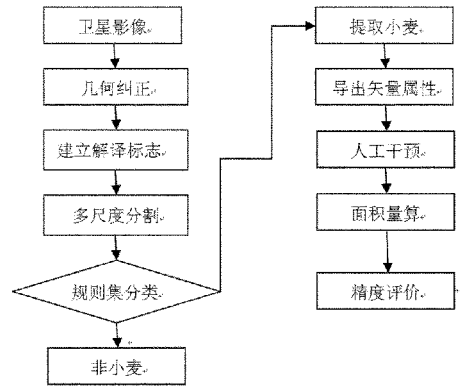 卫星影像
几何纠正
建立解译标志
多尺度分割
规则集分类
非小麦
提取小麦
导出矢量属性
人工干预
面积量算
精度评价